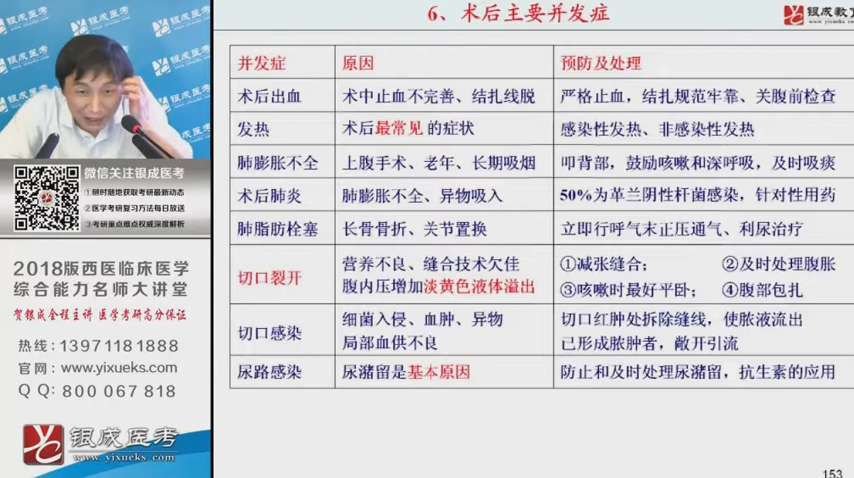 银成医考
微信关注银成医考
①随时随地获取考研最新动态
②医学考研复习方法每日放送
③考研重点难点权威深度解析
2018版西医临床医学
综合能力名师大讲堂
贺银成全程主讲 医学考研高分保证
热线:13971181888
官网:www.yixueks.com
QQ:800 067 818
银成医考
www.yixueks.com
6、术后主要并发症
银成教育
并发症 原因 预防及处理
术后出血 术中止血不完善、结扎线脱 严格止血，结扎规范牢靠、关腹前检查
发热 术后最常见的症状 感染性发热、非感染性发热
肺膨胀不全 上腹手术、老年、长期吸烟 叩背部，鼓励咳嗽和深呼吸，及时吸痰
术后肺炎 肺膨胀不全、异物吸入 50%为革兰阴性杆菌感染，针对性用药
肺脂肪栓塞 长骨骨折、关节置换 立即行呼气末正压通气、利尿治疗
切口裂开 营养不良、缝合技术欠佳 ①减张缝合； ②及时处理腹胀
腹内压增加淡黄色液体溢出 ③咳嗽时最好平卧； ④腹部包扎
切口感染 细菌入侵、血肿、异物 切口红肿处拆除缝线，使脓液流出
局部血供不良 已形成脓肿者，敞开引流
尿路感染 尿潴留是基本原因 防止和及时处理尿潴留，抗生素的应用
153